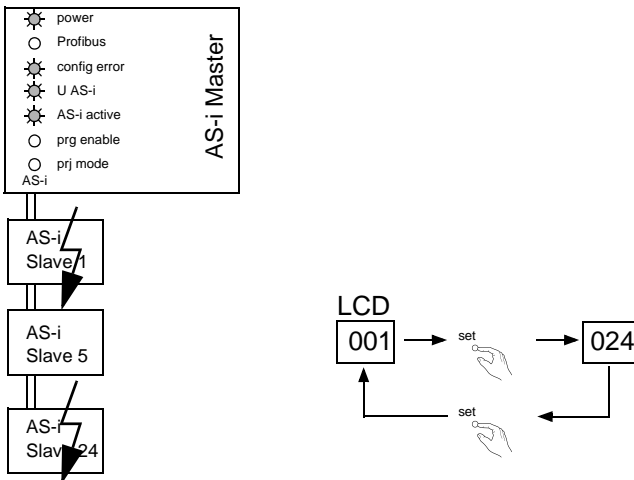 power
Profibus
config error
U AS-i
AS-i active
prg enable
prj mode
AS-i
AS-i Master
AS-i
Slave 1
AS-i
Slave 5
AS-i
Slave 24
LCD
001
set
024
set